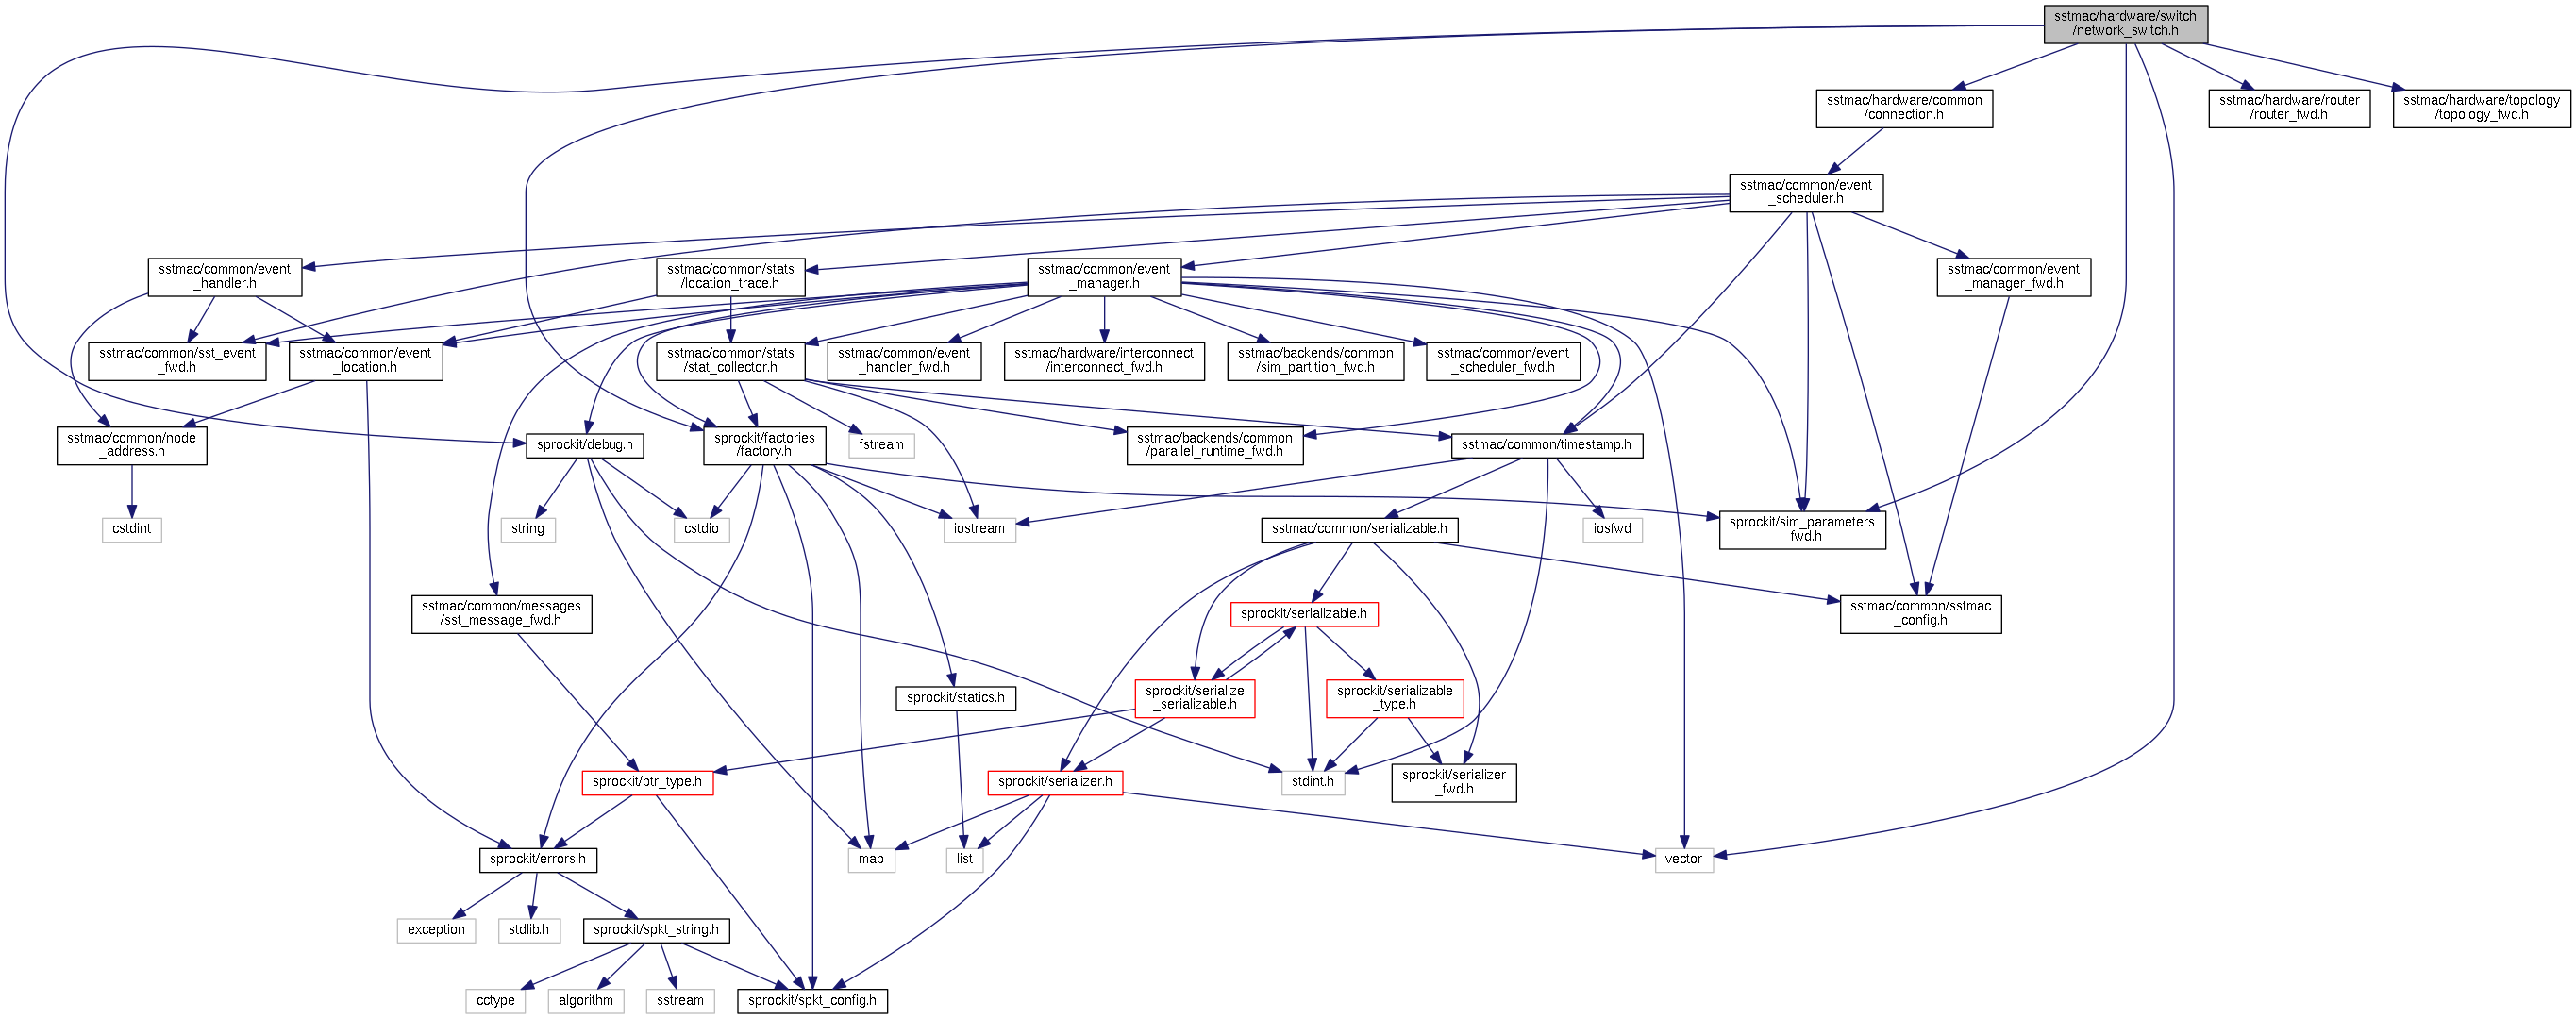 sstmac/hardware/switch
/network_switch.h
sstmac/hardware/common
/connection.h
sstmac/hardware/router
/router_fwd.h
sstmac/hardware/topology
/topology_fwd.h
sstmac/common/event
_scheduler.h
sstmac/common/event
_handler.h
sstmac/common/stats
/location_trace.h
sstmac/common/event
_manager.h
sstmac/common/event
_manager_fwd.h
sstmac/common/sst_event
_fwd.h
sstmac/common/event
_location.h
sstmac/common/stats
/stat_collector.h
sstmac/common/event
_handler_fwd.h
sstmac/hardware/interconnect
/interconnect_fwd.h
sstmac/backends/common
/sim_partition_fwd.h
sstmac/common/event
_scheduler_fwd.h
sstmac/common/node
_address.h
sprockit/debug.h
sprockit/factories
/factory.h
fstream
sstmac/backends/common
/parallel_runtime_fwd.h
sstmac/common/timestamp.h
cstdint
string
cstdio
iostream
sstmac/common/serializable.h
iosfwd
sprockit/sim_parameters
_fwd.h
sstmac/common/messages
/sst_message_fwd.h
sprockit/serializable.h
sstmac/common/sstmac
_config.h
sprockit/statics.h
sprockit/serialize
_serializable.h
sprockit/serializable
_type.h
sprockit/ptr_type.h
sprockit/serializer.h
stdint.h
sprockit/serializer
_fwd.h
sprockit/errors.h
map
list
vector
exception
stdlib.h
sprockit/spkt_string.h
cctype
algorithm
sstream
sprockit/spkt_config.h